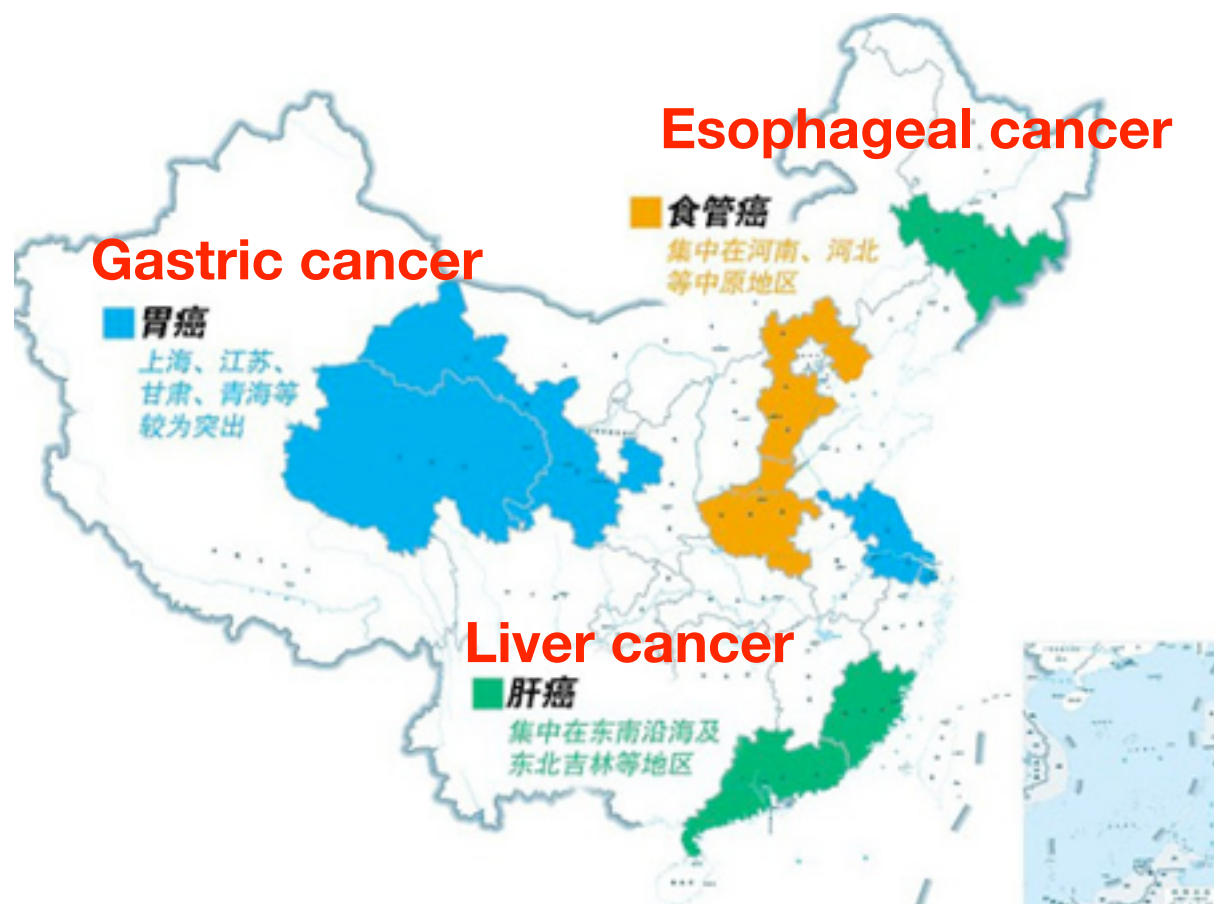 Esophageal cancer
食管癌
集中在河南、河北
等中原地区
Gastric cancer
胃癌
上海、江苏、
甘肃、青海等
较为突出
Liver cancer
肝癌
集中在东南沿海及
东北吉林等地区